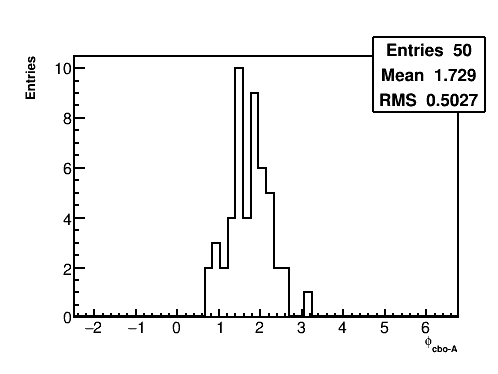 Entries 50
Mean 1.729
RMS 0.5027
Entries
10
8
6
4
2
0
−2 −1 0 1 2 3 4 5 6
ϕcbo-A